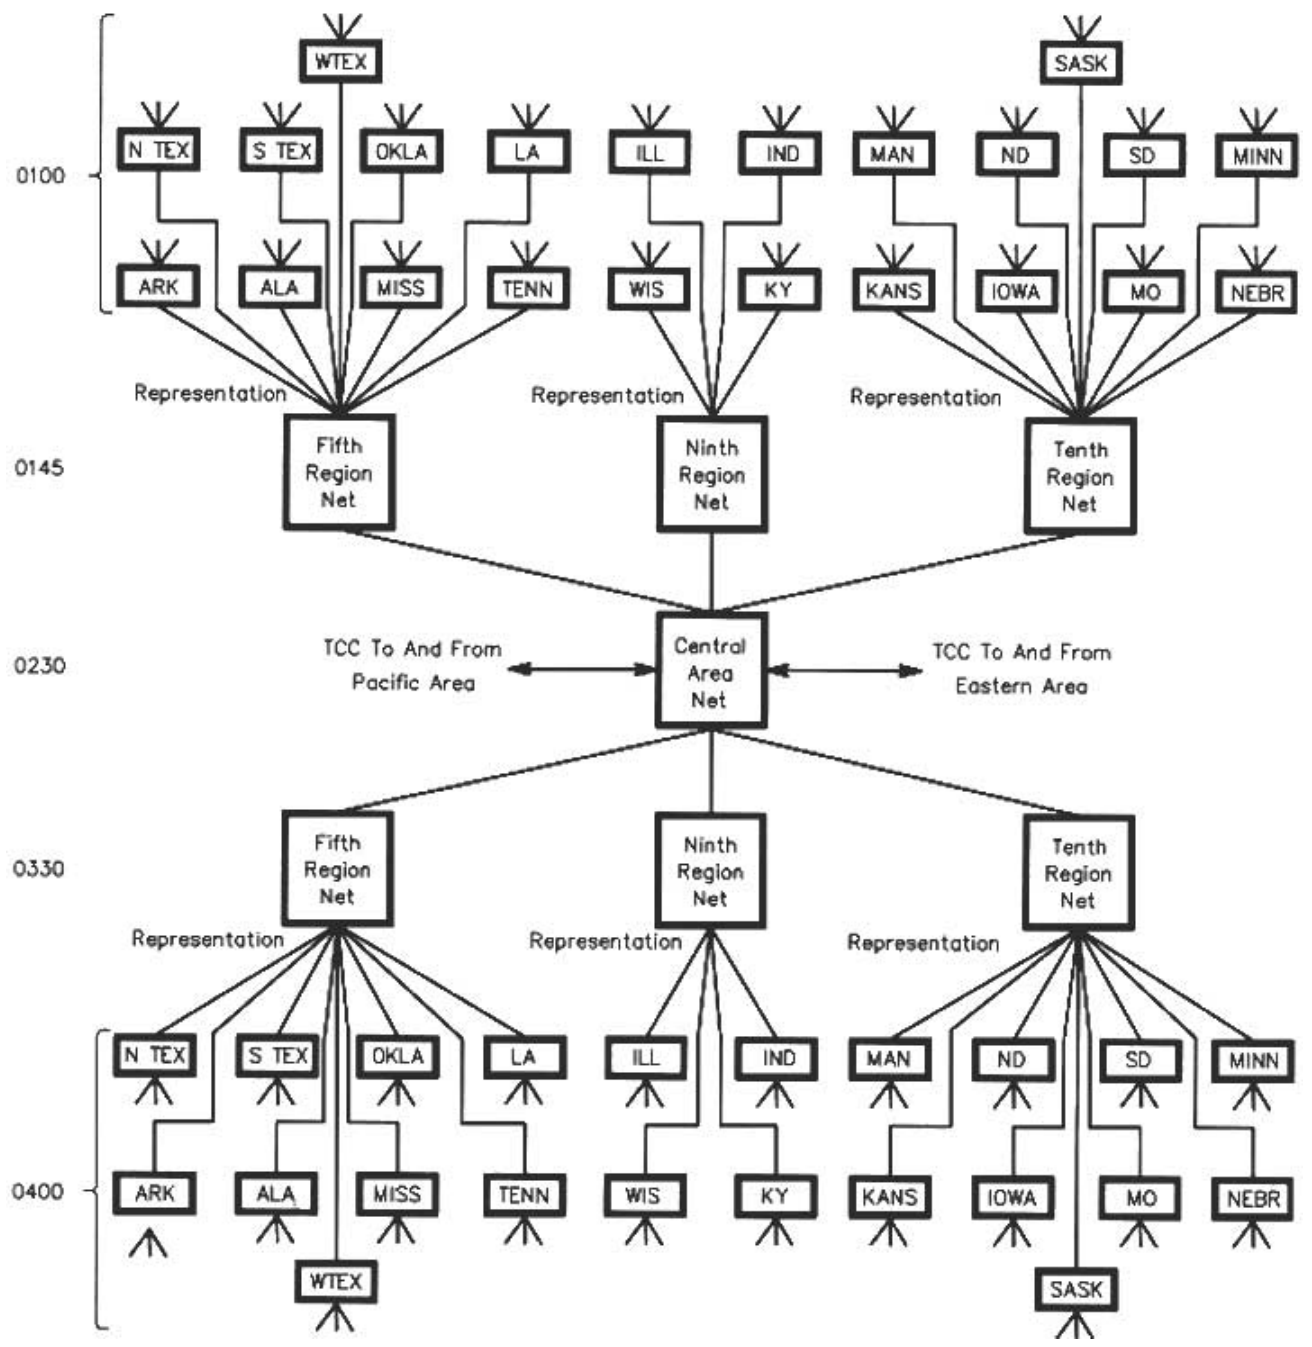 WTEX
SASK
N TEX
S TEX
OKLA
LA
ILL
IND
MAN
ND
SD
MINN
0100
ARK
ALA
MISS
TENN
WIS
KY
KANS
IOWA
MO
NEBR
Representation
Representation
Representation
0145
Fifth
Region
Net
Ninth
Region
Net
Tenth
Region
Net
0230
TCC To And From
Pacific Area
Central
Area
Net
TCC To And From
Eastern Area
0330
Fifth
Region
Net
Ninth
Region
Net
Tenth
Region
Net
Representation
Representation
Representation
N TEX
S TEX
OKLA
LA
ILL
IND
MAN
ND
SD
MINN
0400
ARK
ALA
MISS
TENN
WIS
KY
KANS
IOWA
MO
NEBR
WTEX
SASK